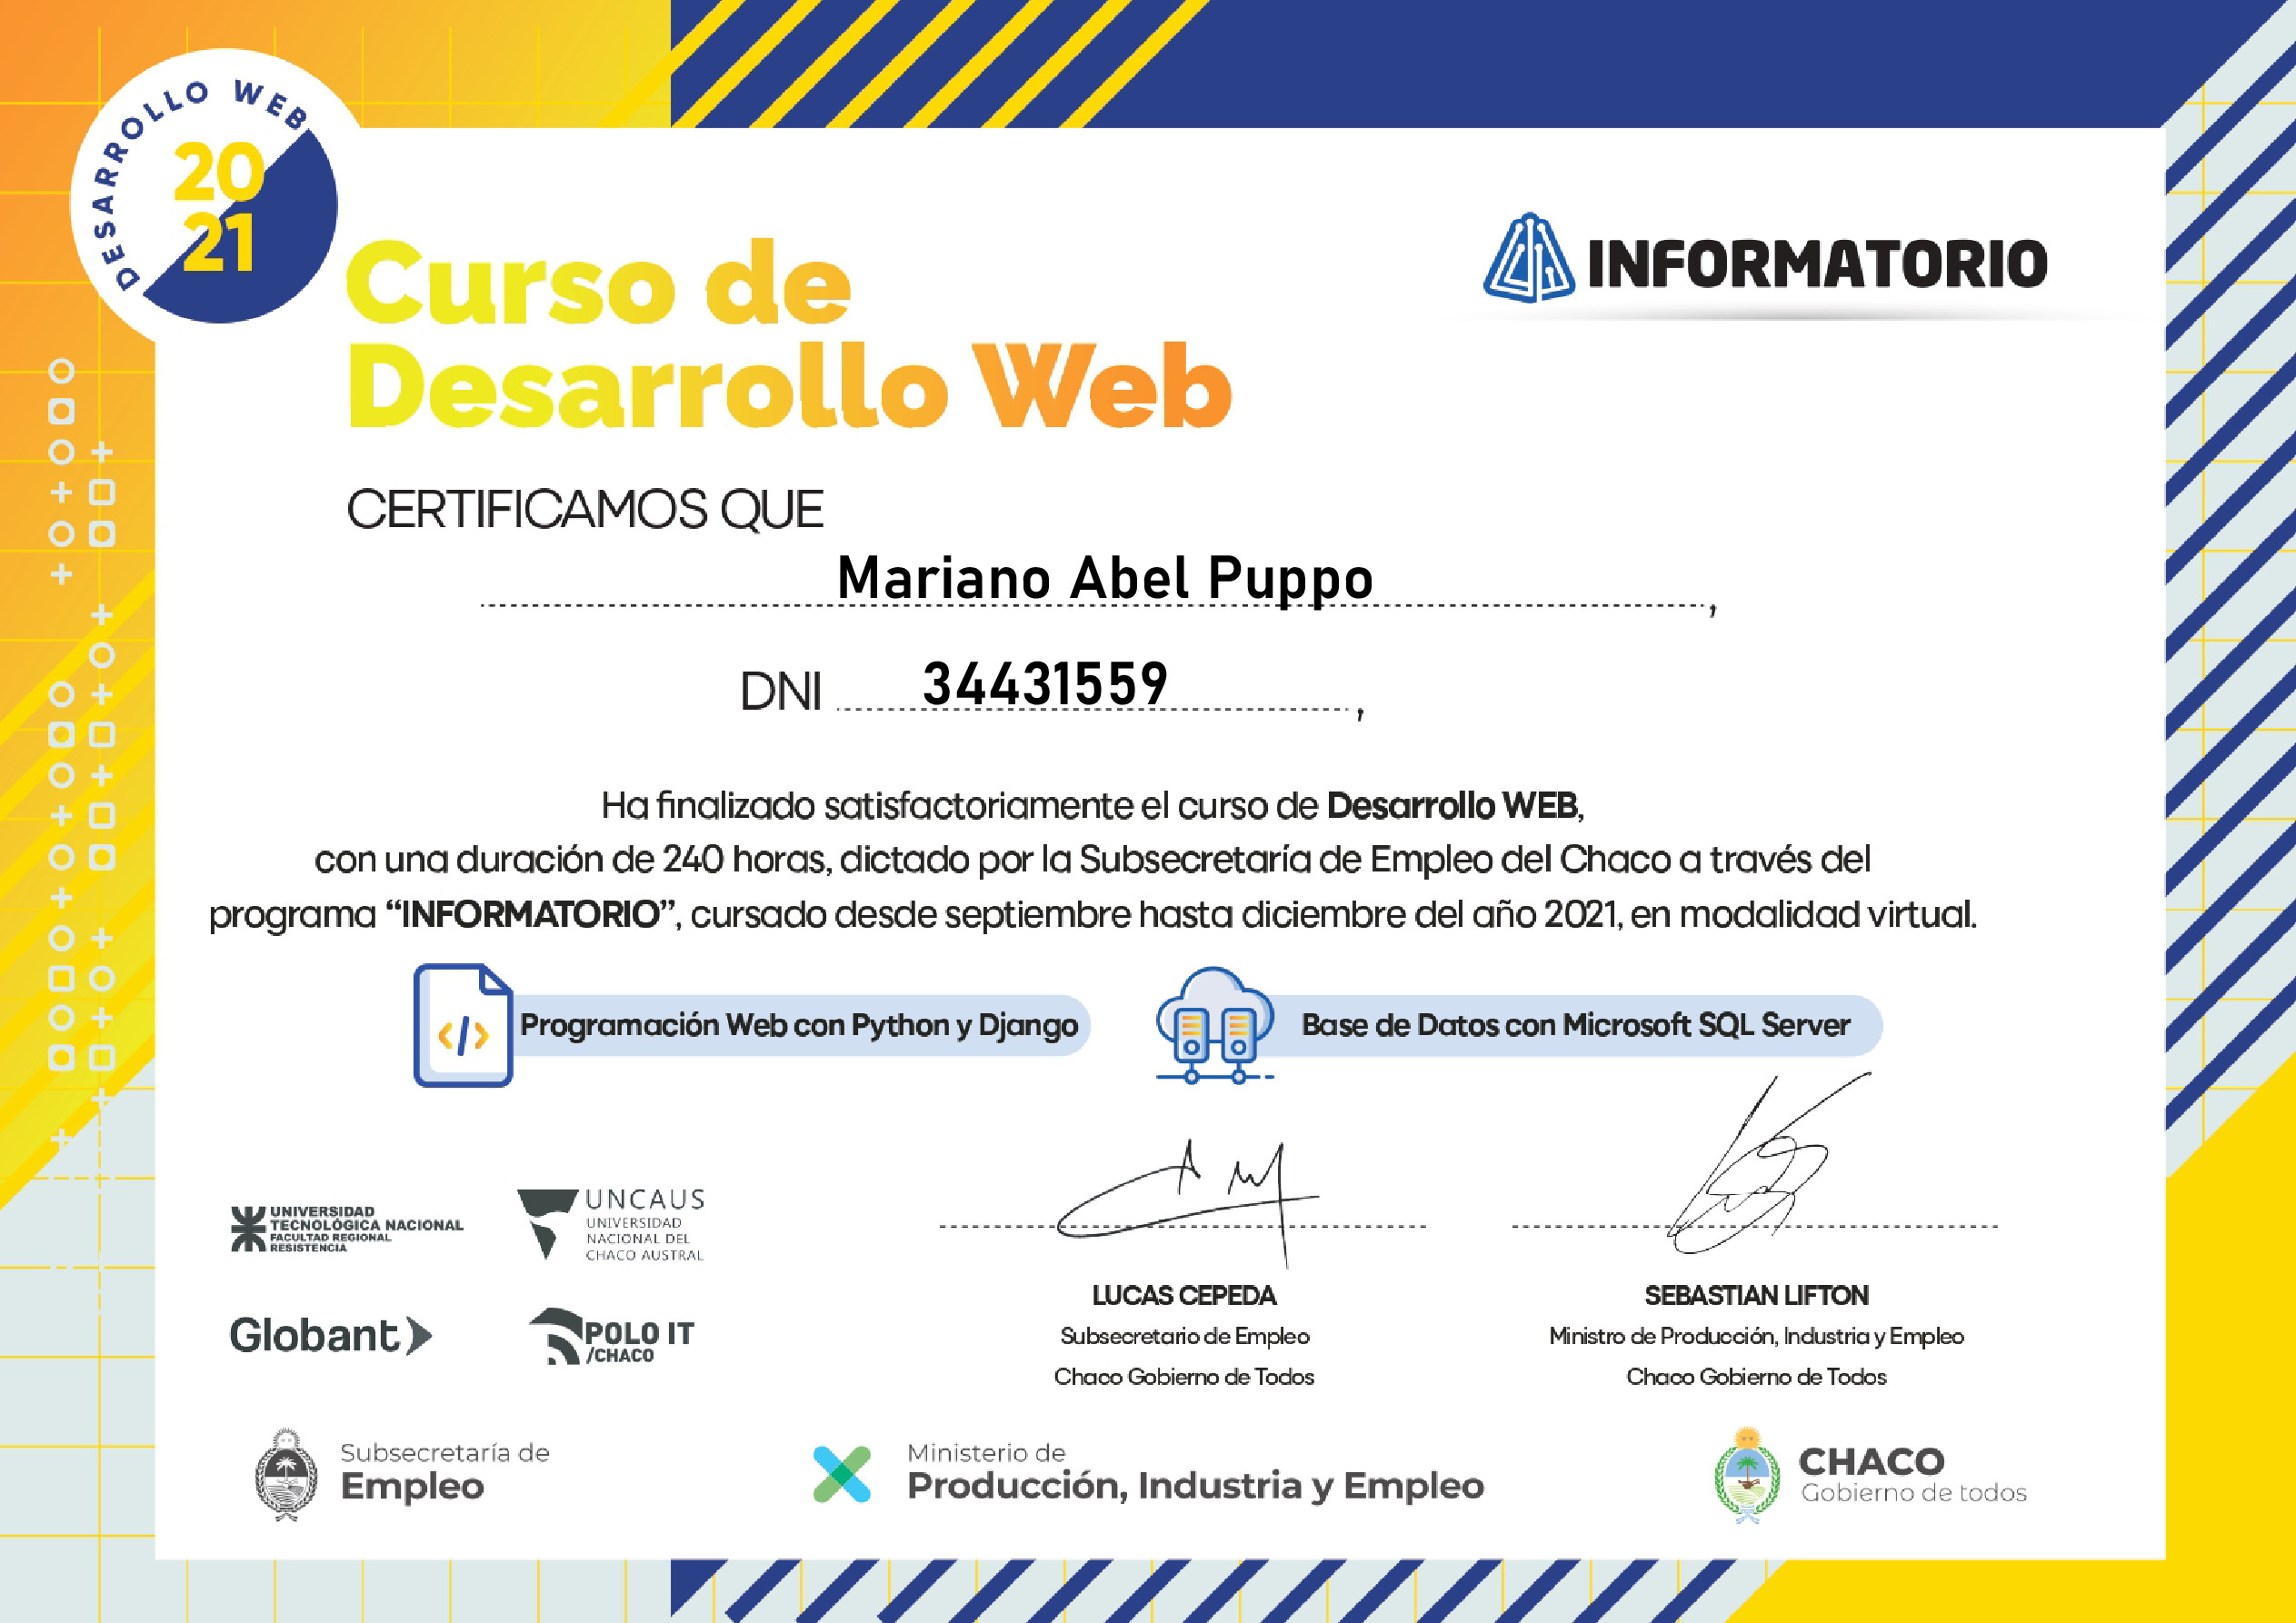 DESARROLLO WEB
20
21
Curso de
Desarrollo Web
INFORMATORIO
CERTIFICAMOS QUE
Mariano Abel Puppo,
DNI 34431559,
Ha finalizado satisfactoriamente el curso de Desarrollo WEB,
con una duración de 240 horas, dictado por la Subsecretaría de Empleo del Chaco a través del
programa “INFORMATORIO”, cursado desde septiembre hasta diciembre del año 2021, en modalidad virtual.
Programación Web con Python y Django
Base de Datos con Microsoft SQL Server
UNIVERSIDAD
TECNOLÓGICA NACIONAL
FACULTAD REGIONAL
RESISTENCIA
UNCAUS
UNIVERSIDAD
NACIONAL DEL
CHACO AUSTRAL
Globant
POLO IT
/CHACO
LUCAS CEPEDA
Subsecretario de Empleo
Chaco Gobierno de Todos
SEBASTIAN LIFTON
Ministro de Producción, Industria y Empleo
Chaco Gobierno de Todos
Subsecretaría de
Empleo
Ministerio de
Producción, Industria y Empleo
CHACO
Gobierno de todos